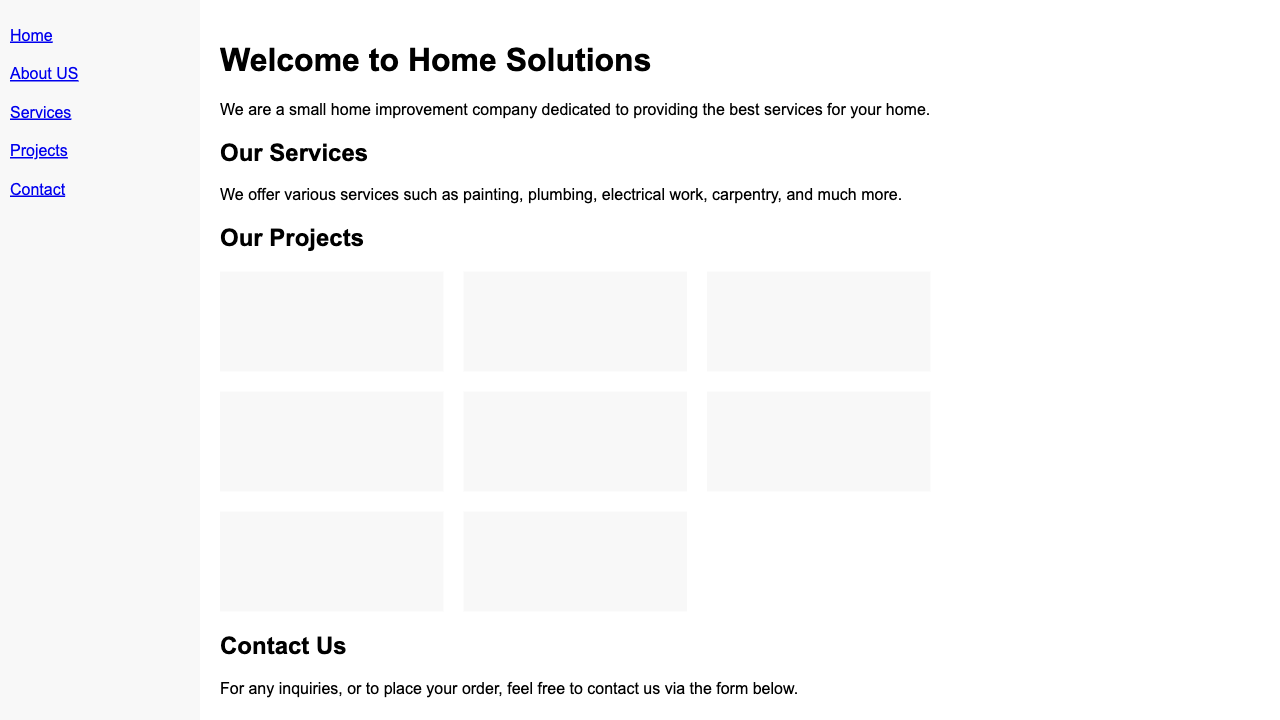 Home
About US
Services
Projects
Contact
Welcome to Home Solutions
We are a small home improvement company dedicated to providing the best services for your home.
Our Services
We offer various services such as painting, plumbing, electrical work, carpentry, and much more.
Our Projects
Contact Us
For any inquiries, or to place your order, feel free to contact us via the form below.